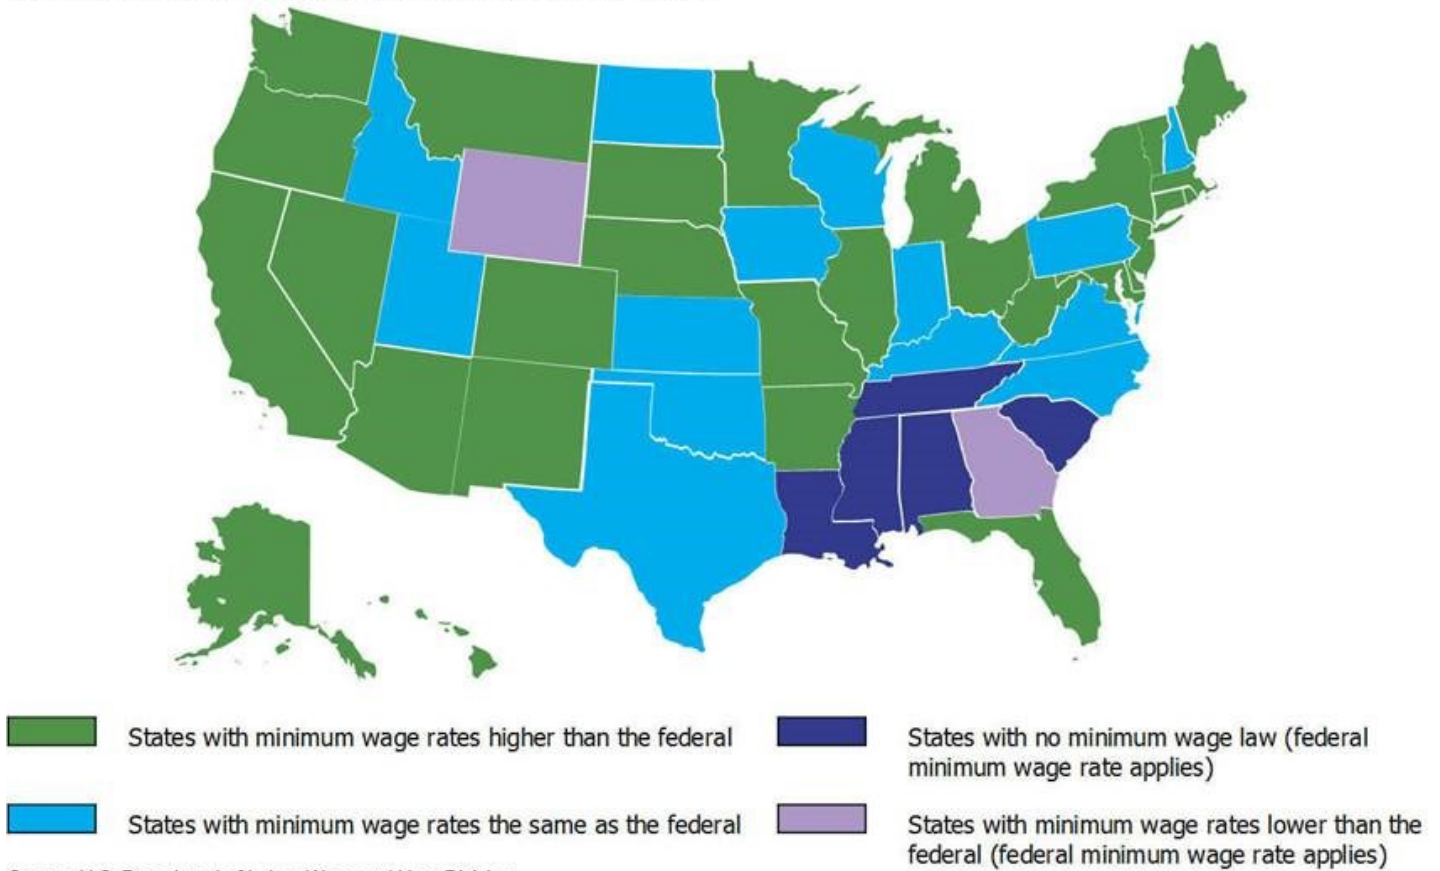 States with minimum wage rates higher than the federal
States with no minimum wage law (federal
minimum wage rate applies)
States with minimum wage rates the same as the federal
States with minimum wage rates lower than the
federal (federal minimum wage rate applies)